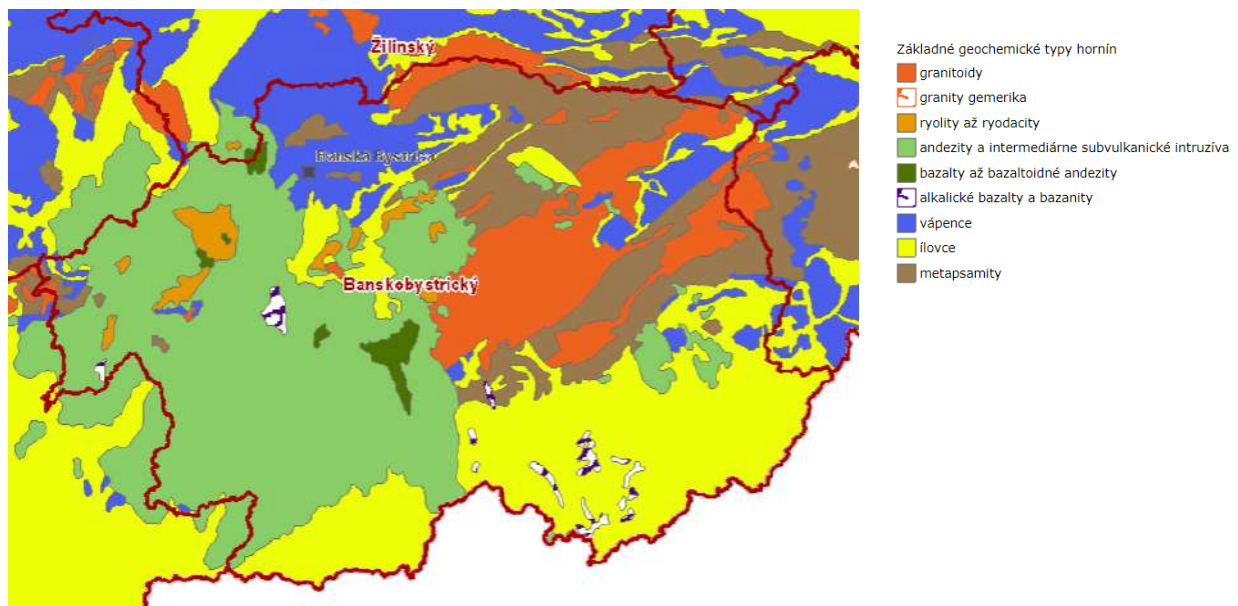 Žilinský
Banská Bystrica
Banskobystrický
Základné geochemické typy hornín
granitoidy
granity gemerika
ryolity až ryodacity
andezity a intermediárne subvulkanické intruzíva
bazalty až bazaltoidné andezity
alkalické bazalty a bazanity
vápence
ílovce
metapsamity